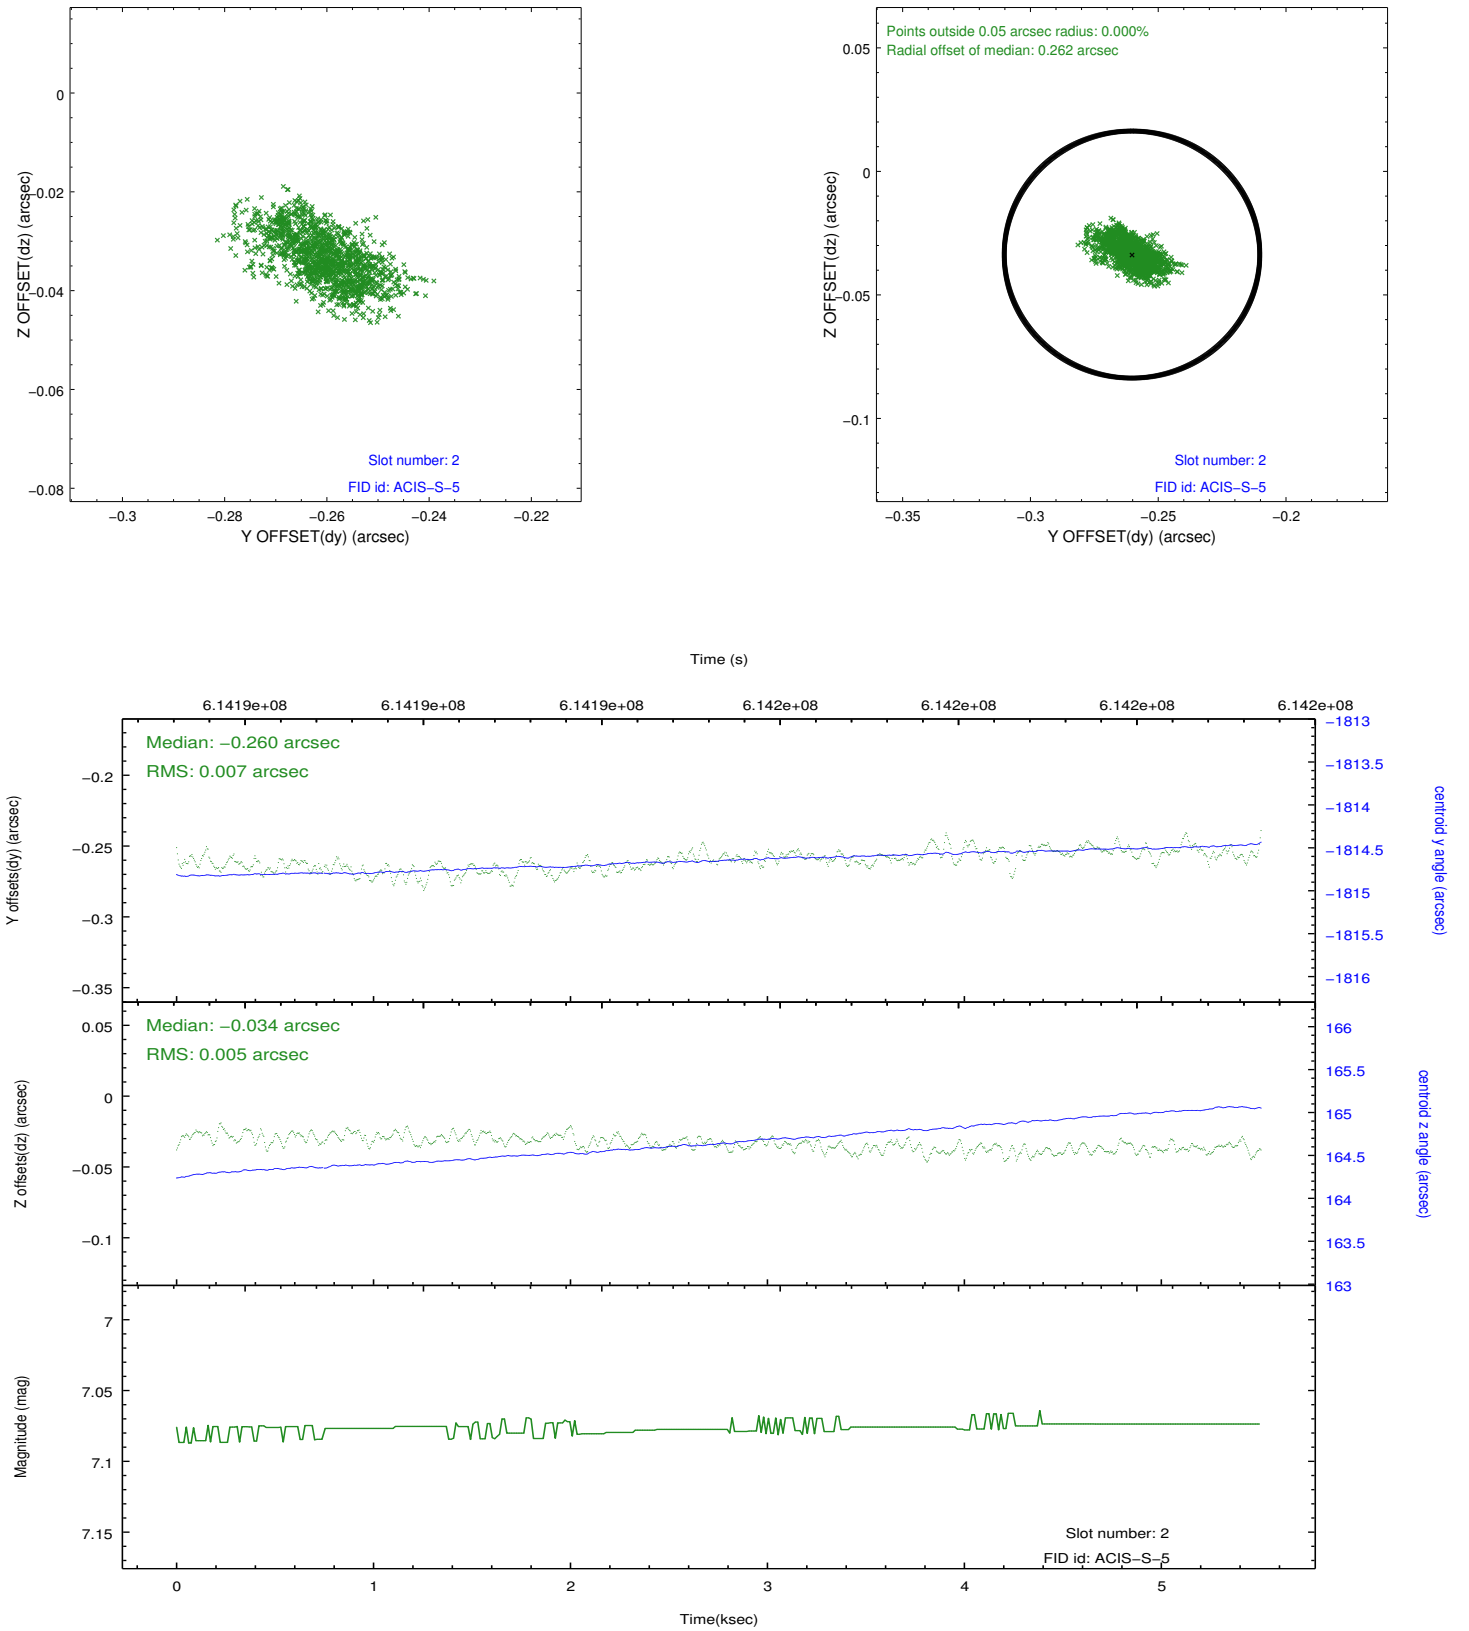 0
−0.02
−0.04
−0.06
−0.08
Z OFFSET(dz) (arcsec)
Slot number: 2
FID id: ACIS−S−5
−0.3
−0.28
−0.26
−0.24
−0.22
Y OFFSET(dy) (arcsec)
Points outside 0.05 arcsec radius: 0.000%
Radial offset of median: 0.262 arcsec
0.05
0
−0.05
−0.1
Z OFFSET(dz) (arcsec)
Slot number: 2
FID id: ACIS−S−5
−0.35
−0.3
−0.25
−0.2
Y OFFSET(dy) (arcsec)
Time (s)
6.1419e+08
6.1419e+08
6.1419e+08
6.142e+08
6.142e+08
6.142e+08
6.142e+08
Median: −0.260 arcsec
RMS: 0.007 arcsec
−0.2
−0.25
−0.3
−0.35
Y offsets(dy) (arcsec)
−1813
−1813.5
−1814
−1814.5
−1815
−1815.5
−1816
centroid y angle (arcsec)
Median: −0.034 arcsec
RMS: 0.005 arcsec
0.05
0
−0.05
−0.1
Z offsets(dz) (arcsec)
166
165.5
165
164.5
164
163.5
163
centroid z angle (arcsec)
7
7.05
7.1
7.15
Magnitude (mag)
Slot number: 2
FID id: ACIS−S−5
0
1
2
3
4
5
Time(ksec)